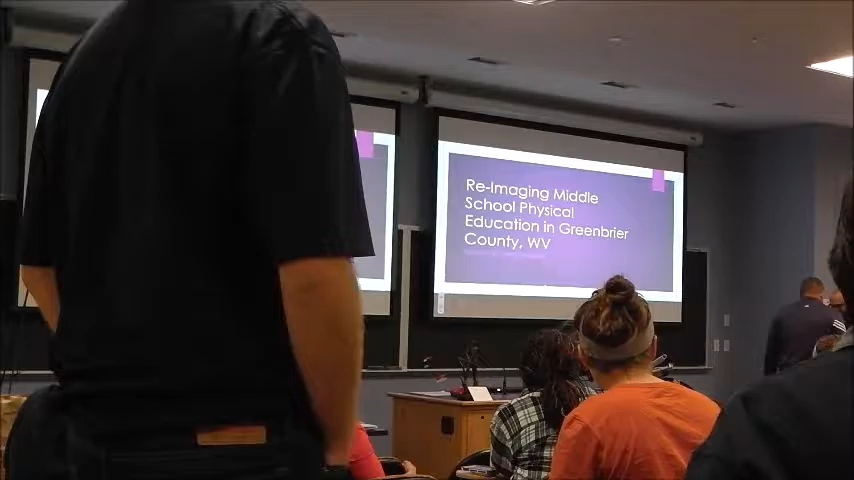 Re-Imaging Middle
School Physical
Education in Greenbrier
County, WV